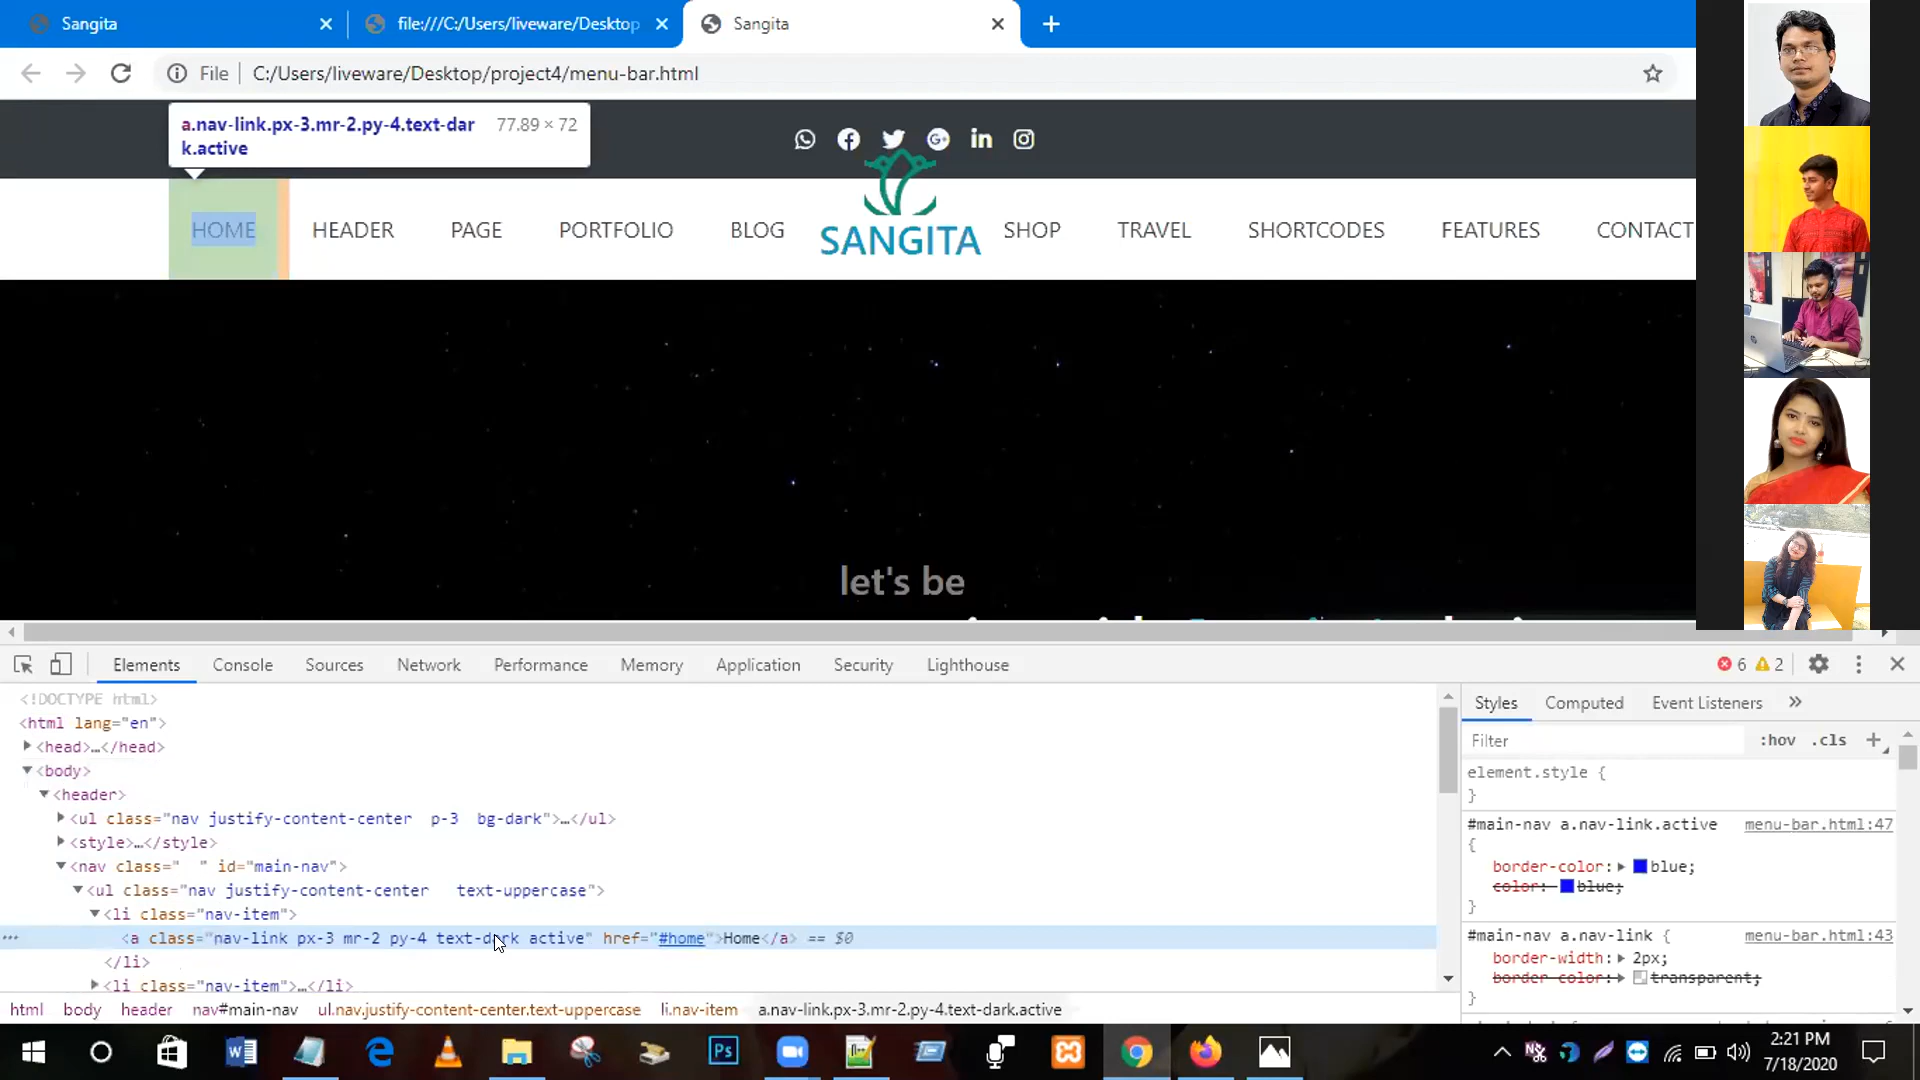 Sangita
file:///C:/Users/liveware/Desktop
Sangita
File
C:/Users/liveware/Desktop/project4/menu-bar.html
a.nav-link.px-3.mr-2.py-4.text-dar
k.active
77.89 × 72
HOME
HEADER
PAGE
PORTFOLIO
BLOG
SANGITA
SHOP
TRAVEL
SHORTCODES
FEATURES
CONTACT
let's be
Elements
Console
Sources
Network
Performance
Memory
Application
Security
Lighthouse
6
2
<!DOCTYPE html>
<html lang="en">
<head>…</head>
<body>
<header>
<ul class="nav justify-content-center  p-3  bg-dark">…</ul>
<style>…</style>
<nav class="  " id="main-nav">
<ul class="nav justify-content-center   text-uppercase">
<li class="nav-item">
<a class="nav-link px-3 mr-2 py-4 text-dark active" href="#home">Home</a> == $0
</li>
<li class="nav-item">…</li>
html
body
header
nav#main-nav
ul.nav.justify-content-center.text-uppercase
li.nav-item
a.nav-link.px-3.mr-2.py-4.text-dark.active
Styles
Computed
Event Listeners
Filter
:hov
.cls
element.style {
}
#main-nav a.nav-link.active
menu-bar.html:47
{
border-color: blue;
color: blue;
}
#main-nav a.nav-link {
menu-bar.html:43
border-width: 2px;
border-color: transparent;
}
2:21 PM
7/18/2020